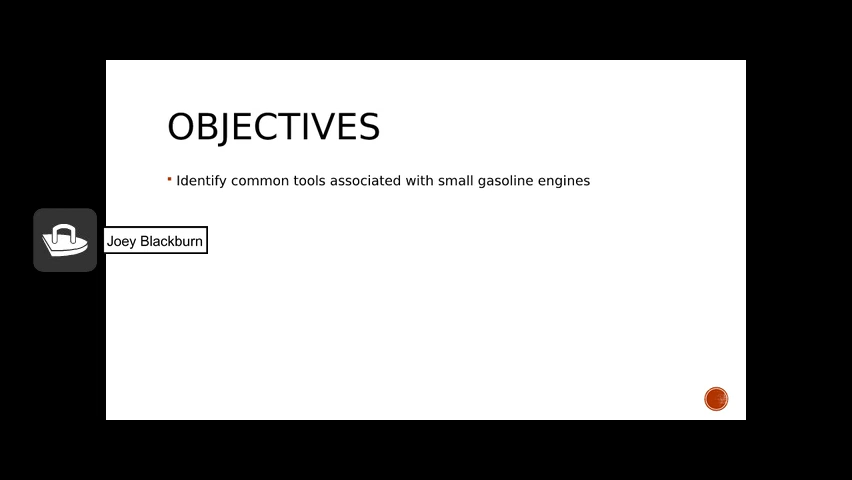 OBJECTIVES
Identify common tools associated with small gasoline engines
Joey Blackburn